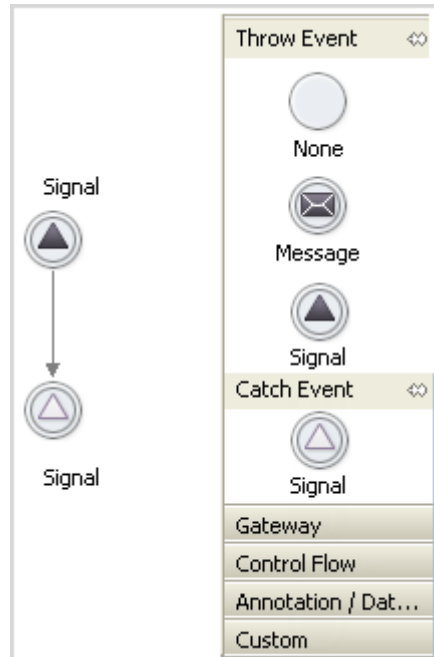 Signal
Signal
Throw Event
None
Message
Signal
Catch Event
Signal
Gateway
Control Flow
Annotation / Dat...
Custom